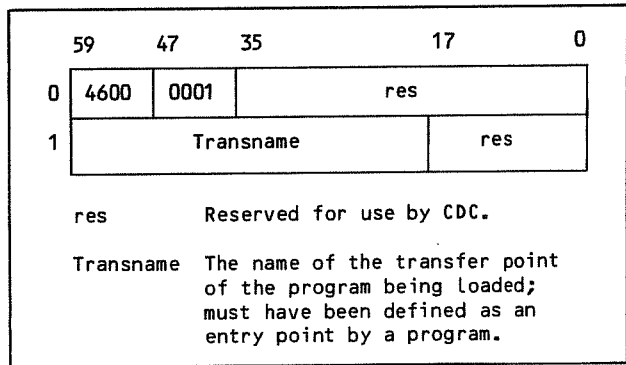 59 47 35 17 0
0 4600 0001 res
1 Transname res
res Reserved for use by CDC.
Transname The name of the transfer point
of the program being loaded;
must have been defined as an
entry point by a program.